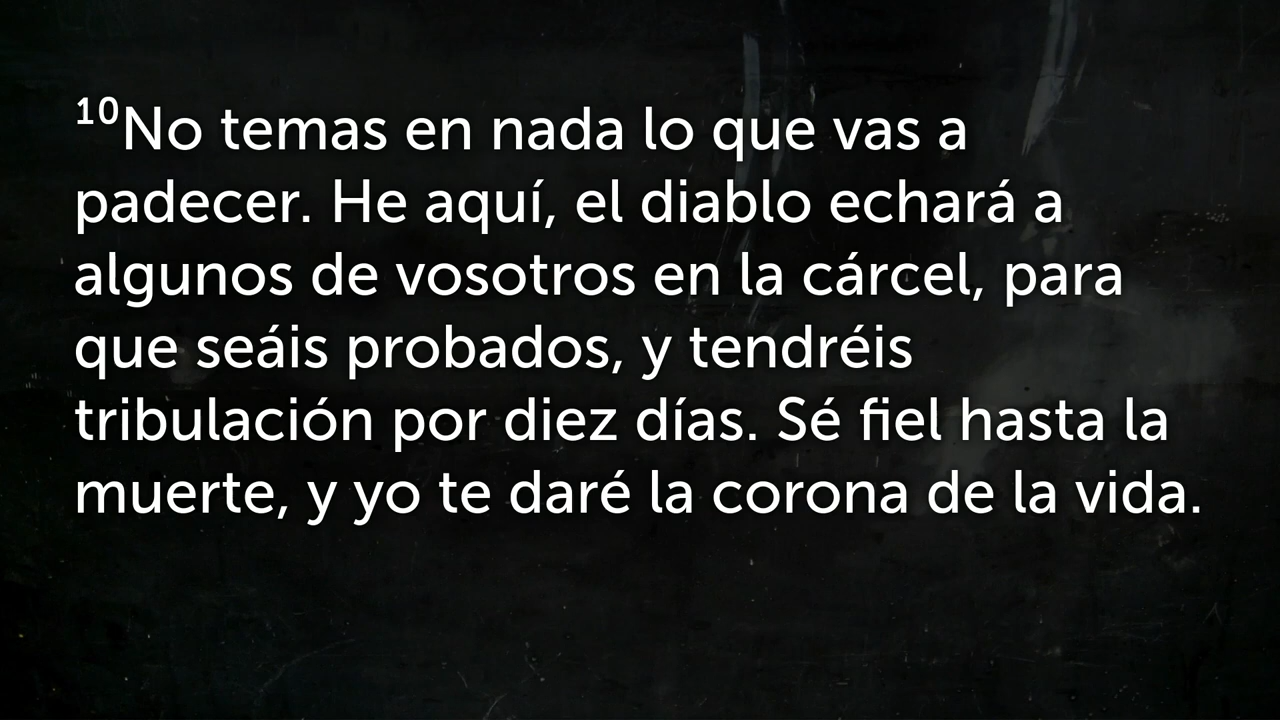 ¹⁰No temas en nada lo que vas a
padecer. He aquí, el diablo echará a
algunos de vosotros en la cárcel, para
que seáis probados, y tendréis
tribulación por diez días. Sé fiel hasta la
muerte, y yo te daré la corona de la vida.